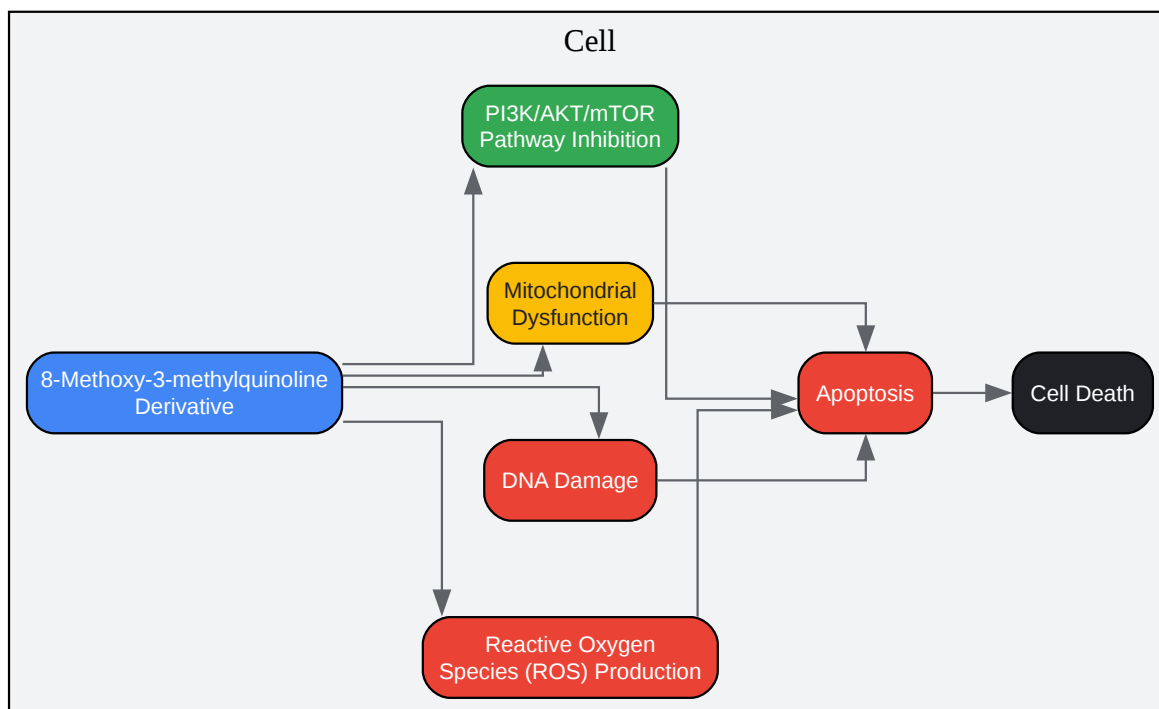 Cell
PI3K/AKT/mTOR
Pathway Inhibition
Mitochondrial
Dysfunction
8-Methoxy-3-methylquinoline
Derivative
Apoptosis
Cell Death
DNA Damage
Reactive Oxygen
Species (ROS) Production